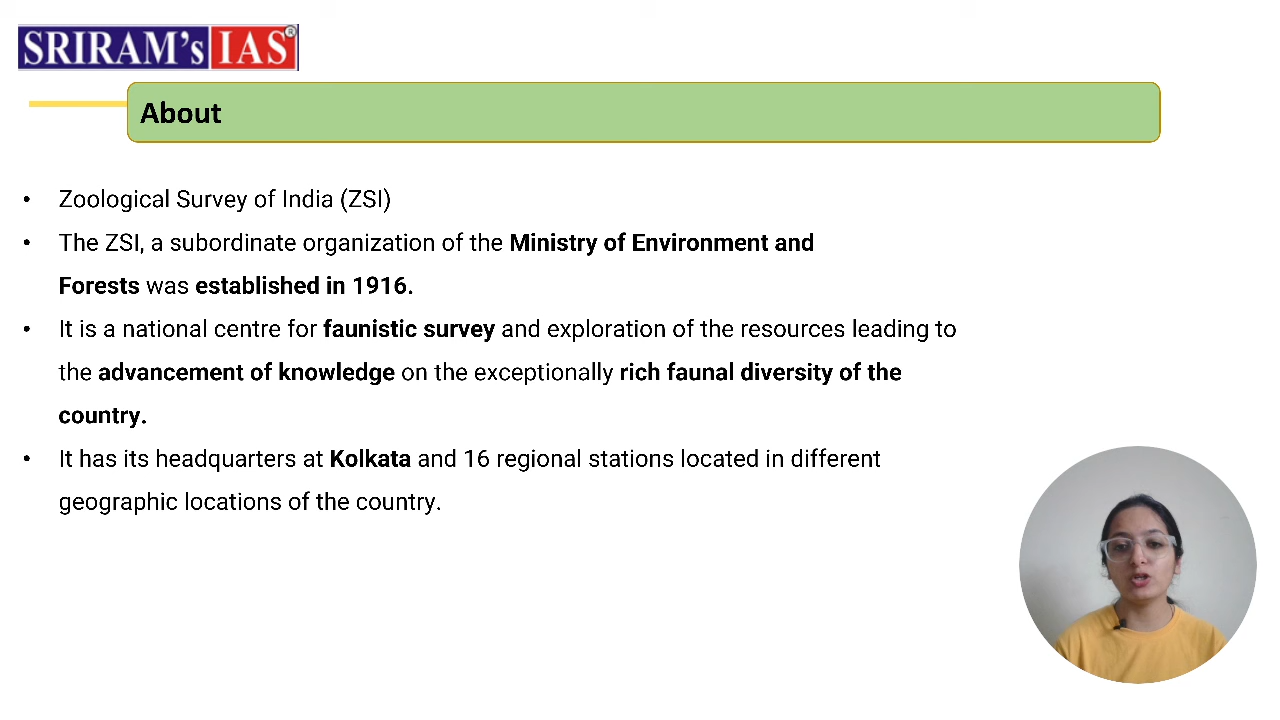 SRIRAM's IAS®
About
• Zoological Survey of India (ZSI)
• The ZSI, a subordinate organization of the Ministry of Environment and
Forests was established in 1916.
• It is a national centre for faunistic survey and exploration of the resources leading to
the advancement of knowledge on the exceptionally rich faunal diversity of the
country.
• It has its headquarters at Kolkata and 16 regional stations located in different
geographic locations of the country.